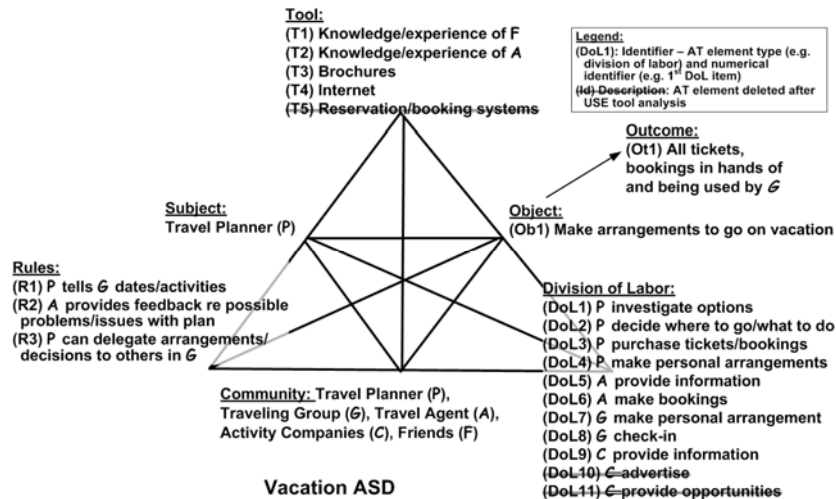 Tool:
(T1) Knowledge/experience of F
(T2) Knowledge/experience of A
(T3) Brochures
(T4) Internet
(T5) Reservation/booking systems
Legend:
(DoL1): Identifier – AT element type (e.g.
division of labor) and numerical
identifier (e.g. 1st DoL item)
(Id) Description: AT element deleted after
USE tool analysis
Outcome:
(Ot1) All tickets,
bookings in hands of
and being used by G
Subject:
Travel Planner (P)
Object:
(Ob1) Make arrangements to go on vacation
Rules:
(R1) P tells G dates/activities
(R2) A provides feedback re possible
problems/issues with plan
(R3) P can delegate arrangements/
decisions to others in G
Division of Labor:
(DoL1) P investigate options
(DoL2) P decide where to go/what to do
(DoL3) P purchase tickets/bookings
(DoL4) P make personal arrangements
(DoL5) A provide information
(DoL6) A make bookings
(DoL7) G make personal arrangement
(DoL8) G check-in
(DoL9) C provide information
(DoL10) C advertise
(DoL11) C provide opportunities
Community: Travel Planner (P),
Traveling Group (G), Travel Agent (A),
Activity Companies (C), Friends (F)
Vacation ASD